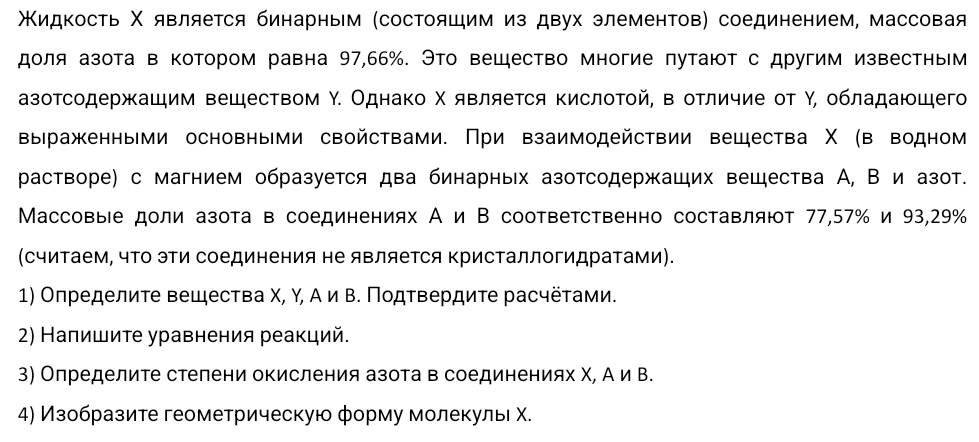 Жидкость X является бинарным (состоящим из двух элементов) соединением, массовая
доля азота в котором равна 97,66%. Это вещество многие путают с другим известным
азотсодержащим веществом Y. Однако X является кислотой, в отличие от Y, обладающего
выраженными основными свойствами. При взаимодействии вещества X (в водном
растворе) с магнием образуется два бинарных азотсодержащих вещества A, B и азот.
Массовые доли азота в соединениях A и B соответственно составляют 77,57% и 93,29%
(считаем, что эти соединения не является кристаллогидратами).
1) Определите вещества X, Y, A и B. Подтвердите расчётами.
2) Напишите уравнения реакций.
3) Определите степени окисления азота в соединениях X, A и B.
4) Изобразите геометрическую форму молекулы X.